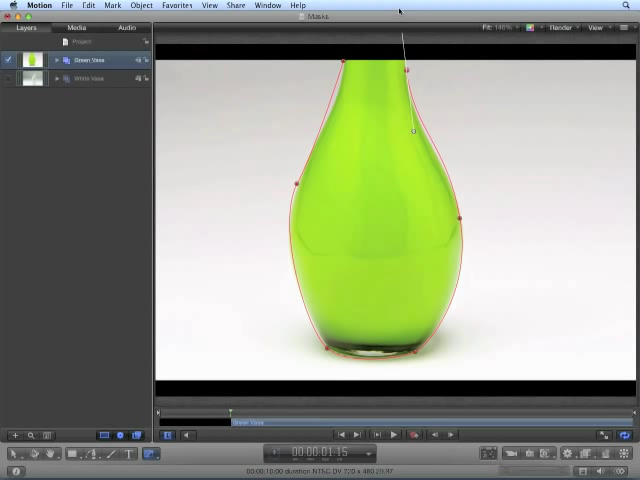 Motion File Edit Mark Object Favorites View Share Window Help
Masks
Layers Media Audio
Fit: 146% Render View
Project
Green Vase
White Vase
Green Vase
00:00:01:15
00:00:10:00 duration NTSC DV 720 x 480 29.97